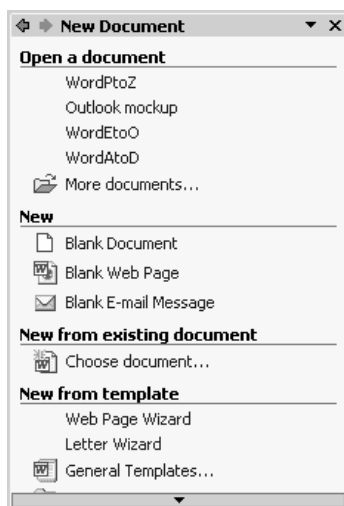 New Document
Open a document
WordPtoZ
Outlook mockup
WordEtoO
WordAtoD
More documents...
New
Blank Document
Blank Web Page
Blank E-mail Message
New from existing document
Choose document...
New from template
Web Page Wizard
Letter Wizard
General Templates...